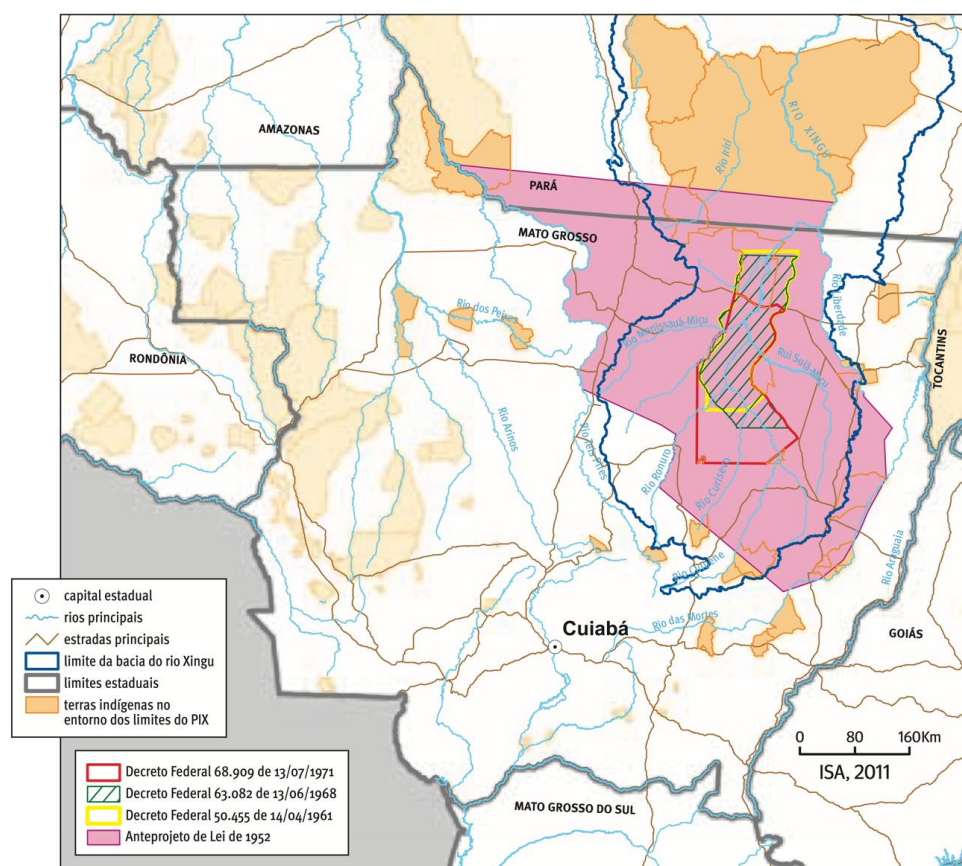 AMAZONAS
RIO XINGU
Rio Iriri
PARÁ
MATO GROSSO
Rio dos Peixes
Rio Manissauá-Miçu
Rio Liberdade
Rui Suiá-Miçu
TOCANTINS
RONDÔNIA
Rio Arinos
Rio Teles Pires
Rio Ronuro
Rio Curisevo
Rio Araguaia
Rio Culuene
Rio das Mortes
Cuiabá
GOIÁS
capital estadual
rios principais
estradas principais
limite da bacia do rio Xingu
limites estaduais
terras indígenas no
entorno dos limites do PIX
0 80 160Km
ISA, 2011
Decreto Federal 68.909 de 13/07/1971
Decreto Federal 63.082 de 13/06/1968
Decreto Federal 50.455 de 14/04/1961
Anteprojeto de Lei de 1952
MATO GROSSO DO SUL